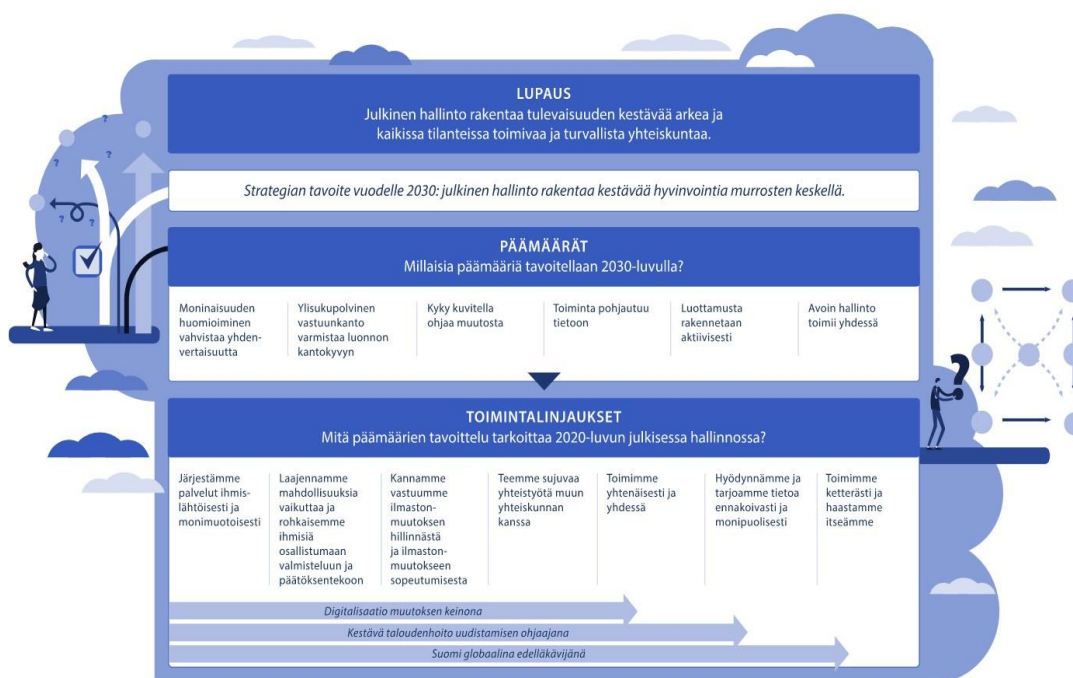 LUPAUS
Julkinen hallinto rakentaa tulevaisuuden kestävää arkea ja
kaikissa tilanteissa toimivaa ja turvallista yhteiskuntaa.
Strategian tavoite vuodelle 2030: julkinen hallinto rakentaa kestävää hyvinvointia murrosten keskellä.
PÄÄMÄÄRÄT
Millaisia päämääriä tavoitellaan 2030-luvulla?
Moninaisuuden
huomioiminen
vahvistaa yhden-
vertaisuutta
Ylisukupolvinen
vastuunkanto
varmistaa luonnon
kantokyvyn
Kyky kuvitella
ohjaa muutosta
Toiminta pohjautuu
tietoon
Luottamusta
rakennetaan
aktiivisesti
Avoin hallinto
toimii yhdessä
TOIMINTALINJAUKSET
Mitä päämäärien tavoittelu tarkoittaa 2020-luvun julkisessa hallinnossa?
Järjestämme
palvelut ihmis-
lähtöisesti ja
monimuotoisesti
Laajennamme
mahdollisuuksia
vaikuttaa ja
rohkaisemme
ihmisiä
osallistumaan
valmisteluun ja
päätöksentekoon
Kannamme
vastuumme
ilmaston-
muutoksen
hillinnästä
ja ilmaston-
muutokseen
sopeutumisesta
Teemme sujuvaa
yhteistyötä muun
yhteiskunnan
kanssa
Toimimme
yhtenäisesti ja
yhdessä
Hyödynnämme ja
tarjoamme tietoa
ennakoivasti ja
monipuolisesti
Toimimme
ketterästi ja
haastamme
itseämme
Digitalisaatio muutoksen keinona
Kestävä taloudenhoito uudistamisen ohjaajana
Suomi globaalina edelläkävijänä